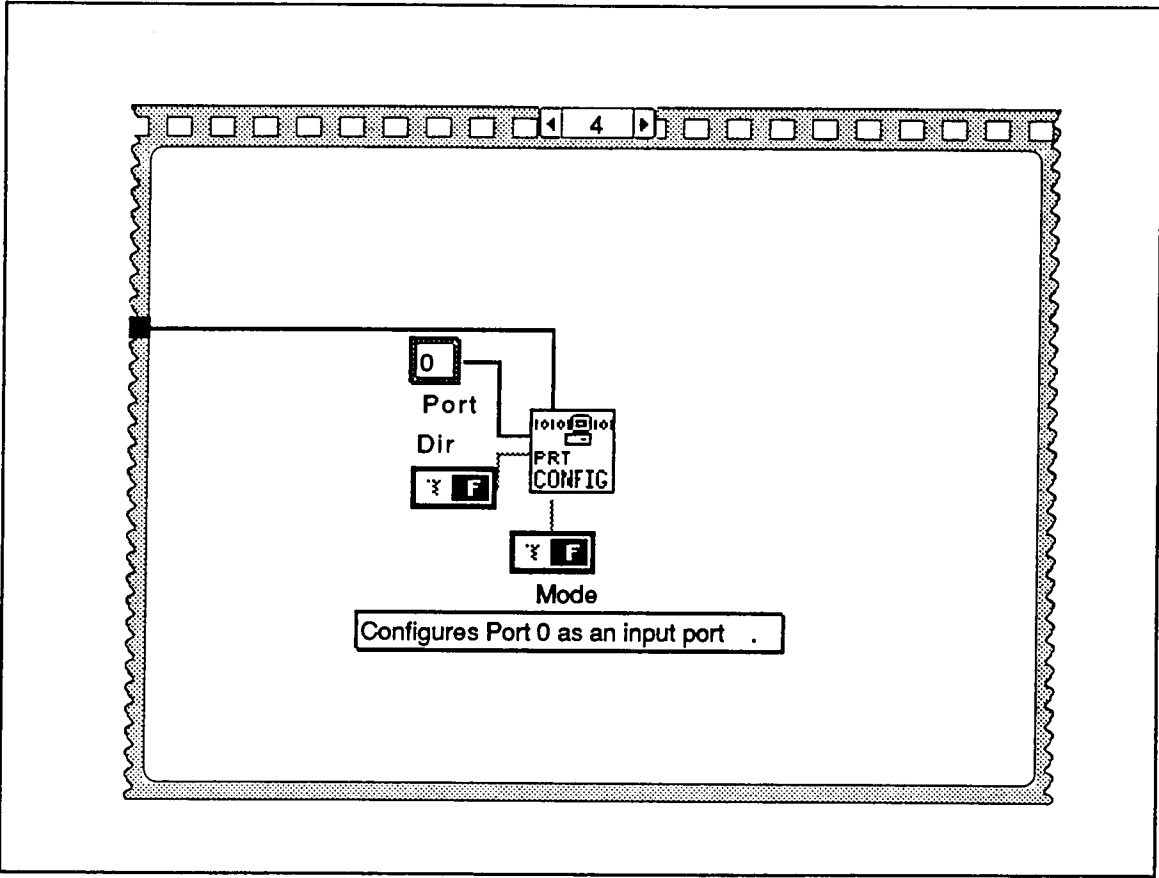 4
0
Port
Dir
F
PRT
CONFIG
F
Mode
Configures Port 0 as an input port .